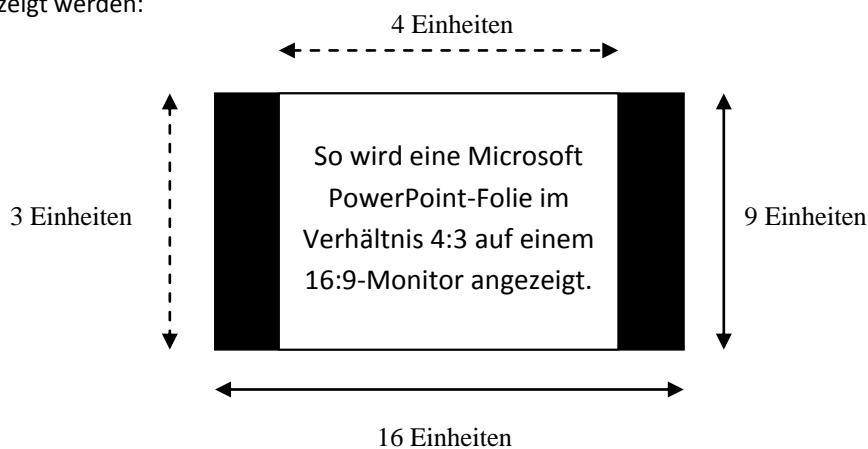 zeigt werden:
4 Einheiten
3 Einheiten
So wird eine Microsoft
PowerPoint-Folie im
Verhältnis 4:3 auf einem
16:9-Monitor angezeigt.
9 Einheiten
16 Einheiten